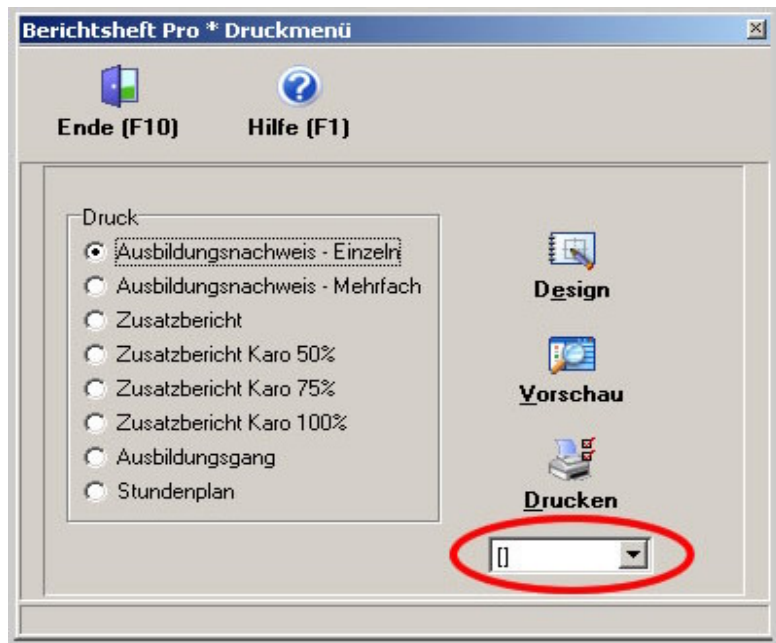 Berichtsheft Pro * Druckmenü
Ende (F10) Hilfe (F1)
Druck
Ausbildungsnachweis - Einzeln
Ausbildungsnachweis - Mehrfach
Zusatzbericht
Zusatzbericht Karo 50%
Zusatzbericht Karo 75%
Zusatzbericht Karo 100%
Ausbildungsgang
Stundenplan
Design
Vorschau
Drucken
[]